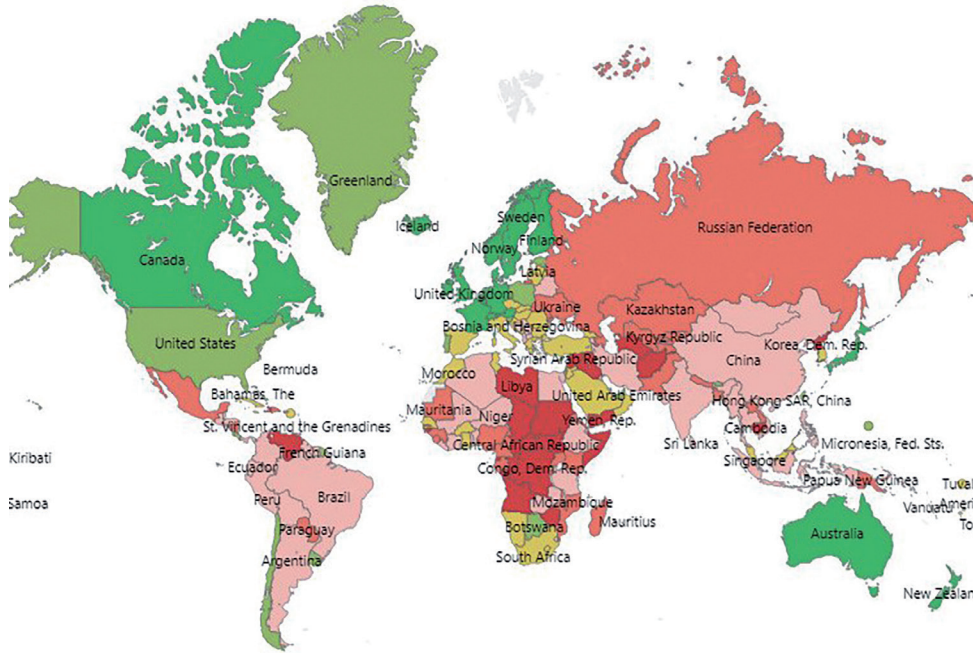 Greenland
Iceland
Sweden
Finland
Norway
Russian Federation
Canada
Latvia
United Kingdom
Ukraine
Kazakhstan
Bosnia and Herzegovina
United States
Kyrgyz Republic
Korea, Dem. Rep.
Syrian Arab Republic
China
Bermuda
Morocco
Libya
Bahamas, The
United Arab Emirates
Hong Kong SAR, China
Mauritania
Niger
Yemen, Rep.
St. Vincent and the Grenadines
Cambodia
Central African Republic
Sri Lanka
Micronesia, Fed. Sts.
French Guiana
Kiribati
Ecuador
Congo, Dem. Rep.
Singapore
Papua New Guinea
Tuval
Peru
Brazil
Samoa
Mozambique
Vanuatu
Ameri
Mauritius
To
Paraguay
Botswana
Australia
Argentina
South Africa
New Zealan